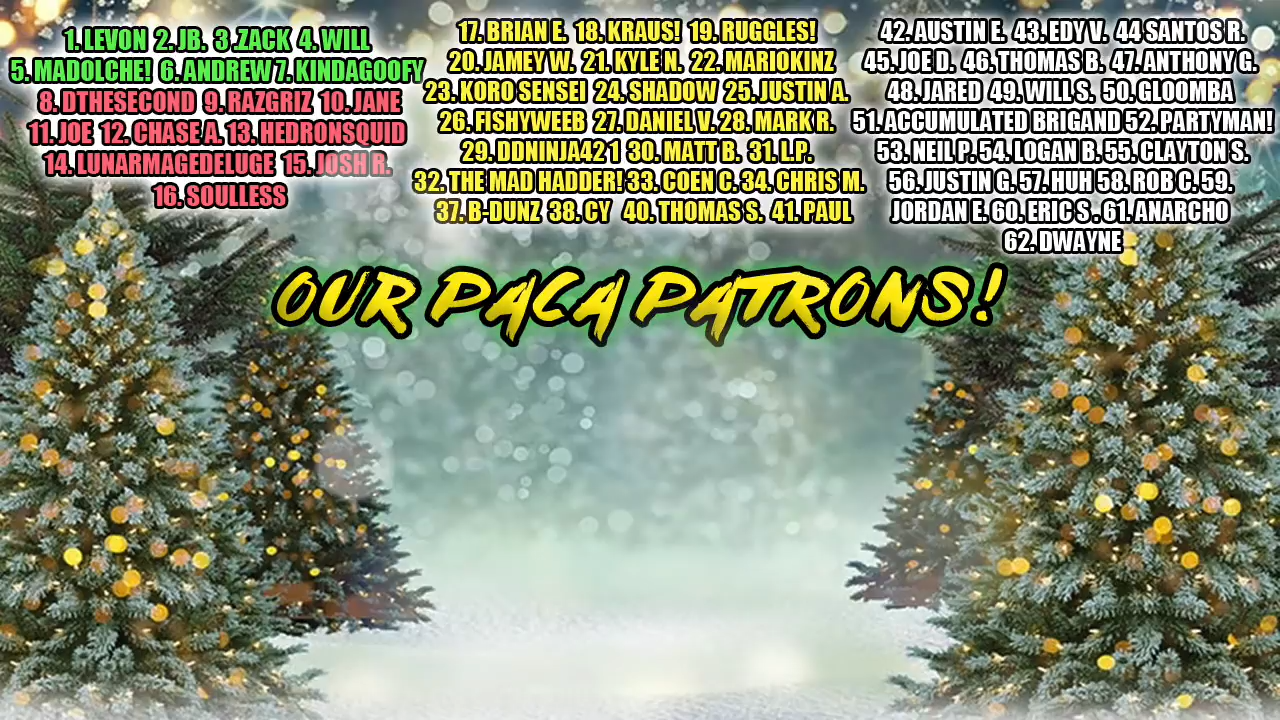 1. LEVON 2. JB. 3 .ZACK 4. WILL
5. MADOLCHE! 6. ANDREW 7. KINDAGOOFY
8. DTHESECOND 9. RAZGRIZ 10. JANE
11. JOE 12. CHASE A. 13. HEDRONSQUID
14. LUNARMAGEDELUGE 15. JOSH R.
16. SOULLESS
17. BRIAN E. 18. KRAUS! 19. RUGGLES!
20. JAMEY W. 21. KYLE N. 22. MARIOKINZ
23. KORO SENSEI 24. SHADOW 25. JUSTIN A.
26. FISHYWEEB 27. DANIEL V. 28. MARK R.
29. DDNINJA421 30. MATT B. 31. L.P.
32. THE MAD HADDER! 33. COEN C. 34. CHRIS M.
37. B-DUNZ 38. CY 40. THOMAS S. 41. PAUL
42. AUSTIN E. 43. EDY V. 44 SANTOS R.
45. JOE D. 46. THOMAS B. 47. ANTHONY G.
48. JARED 49. WILL S. 50. GLOOMBA
51. ACCUMULATED BRIGAND 52. PARTYMAN!
53. NEIL P. 54. LOGAN B. 55. CLAYTON S.
56. JUSTIN G. 57. HUH 58. ROB C. 59.
JORDAN E. 60. ERIC S . 61. ANARCHO
62. DWAYNE
OUR PACA PATRONS!